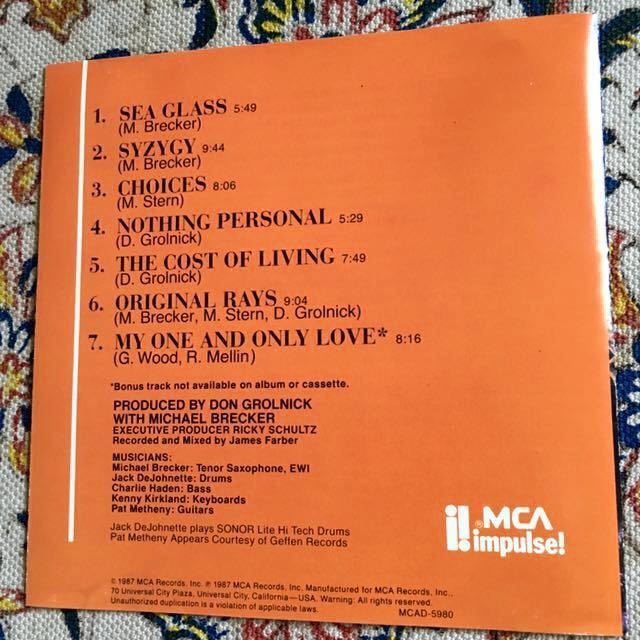 1. SEA GLASS 5:49
(M. Brecker)
2. SYZYGY 9:44
(M. Brecker)
3. CHOICES 8:06
(M. Stern)
4. NOTHING PERSONAL 5:29
(D. Grolnick)
5. THE COST OF LIVING 7:49
(D. Grolnick)
6. ORIGINAL RAYS 9:04
(M. Brecker, M. Stern, D. Grolnick)
7. MY ONE AND ONLY LOVE* 8:16
(G. Wood, R. Mellin)
*Bonus track not available on album or cassette.
PRODUCED BY DON GROLNICK
WITH MICHAEL BRECKER
EXECUTIVE PRODUCER RICKY SCHULTZ
Recorded and Mixed by James Farber
MUSICIANS:
Michael Brecker: Tenor Saxophone, EWI
Jack DeJohnette: Drums
Charlie Haden: Bass
Kenny Kirkland: Keyboards
Pat Metheny: Guitars
Jack DeJohnette plays SONOR Lite Hi Tech Drums
Pat Metheny Appears Courtesy of Geffen Records
i! ® MCA
impulse!
© 1987 MCA Records, Inc. ℗ 1987 MCA Records, Inc. Manufactured for MCA Records, Inc.,
70 Universal City Plaza, Universal City, California—USA. Warning: All rights reserved.
Unauthorized duplication is a violation of applicable laws. MCAD-5980